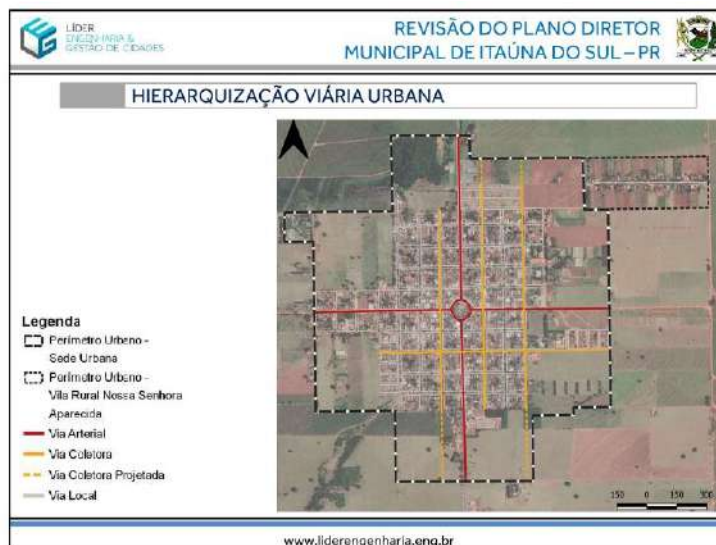 LÍDER
ENGENHARIA &
GESTÃO DE CIDADES
REVISÃO DO PLANO DIRETOR
MUNICIPAL DE ITAÚNA DO SUL – PR
HIERARQUIZAÇÃO VIÁRIA URBANA
Legenda
Perímetro Urbano -
Sede Urbana
Perímetro Urbano -
Vila Rural Nossa Senhora
Aparecida
Via Arterial
Via Coletora
Via Coletora Projetada
Via Local
150 0 150 300
www.liderengenharia.eng.br